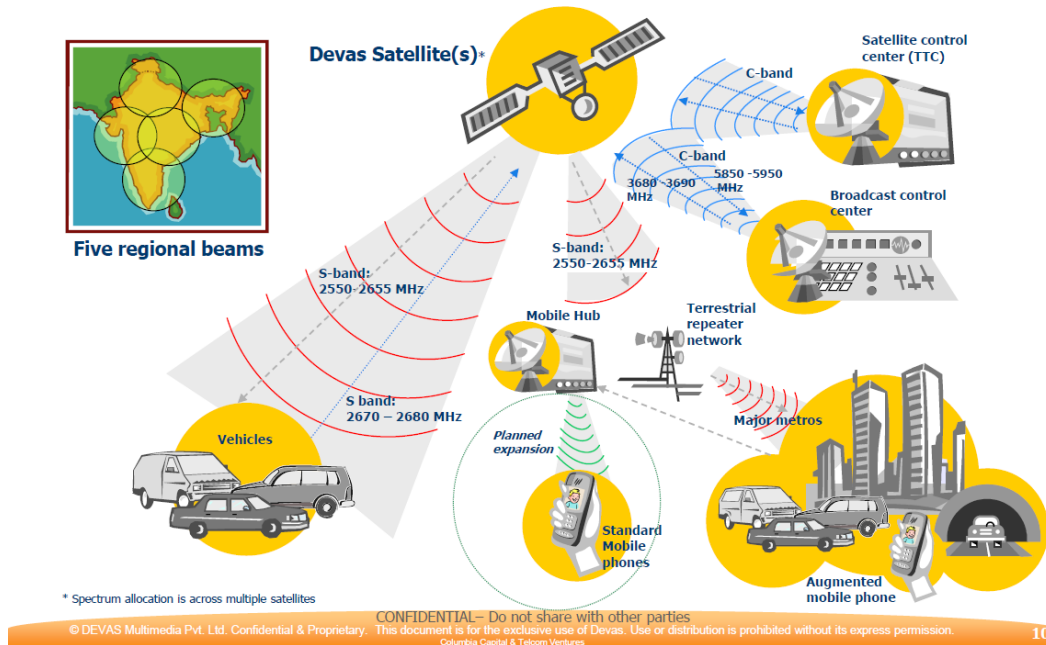 Devas Satellite(s)*
Satellite control
center (TTC)
C-band
C-band
3680 -3690
MHz
5850 -5950
MHz
Broadcast control
center
Five regional beams
S-band:
2550-2655 MHz
S-band:
2550-2655 MHz
Mobile Hub
Terrestrial
repeater
network
S band:
2670 – 2680 MHz
Major metros
Vehicles
Planned
expansion
Standard
Mobile
phones
Augmented
mobile phone
* Spectrum allocation is across multiple satellites
CONFIDENTIAL– Do not share with other parties
© DEVAS Multimedia Pvt. Ltd. Confidential & Proprietary. This document is for the exclusive use of Devas. Use or distribution is prohibited without its express permission.
Columbia Capital & Telcom Ventures
10